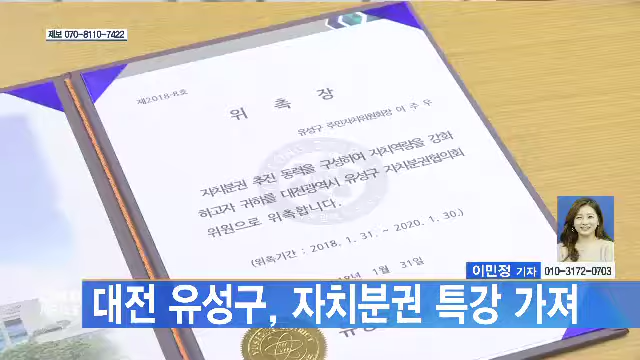 제보 070-8110-7422
제2018-8호
위 촉 장
유성구 주민자치위원회장 이 주 우
자치분권 추진 동력을 구성하며 자치역량을 강화
하고자 귀하를 대전광역시 유성구 자치분권협의회
위원으로 위촉합니다.
(위촉기간 : 2018. 1. 31. ~ 2020. 1. 30.)
1월 31일
이민정 기자
010-3172-0703
대전 유성구, 자치분권 특강 가져